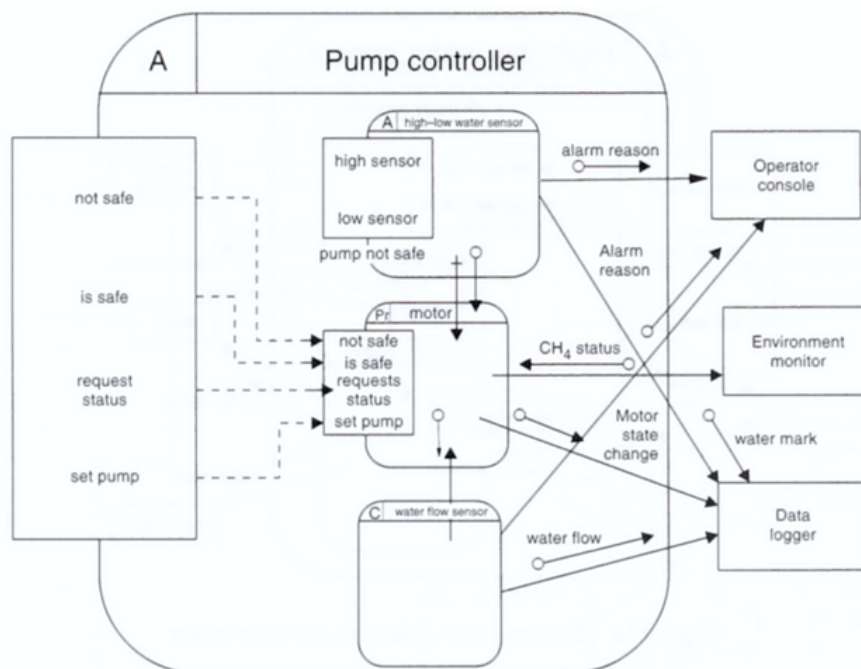 A
Pump controller
A
high–low water sensor
high sensor
low sensor
alarm reason
Operator
console
not safe
pump not safe
Alarm
reason
is safe
Pr
motor
not safe
is safe
requests
status
set pump
CH4 status
Environment
monitor
request
status
Motor
state
change
water mark
set pump
C
water flow sensor
water flow
Data
logger